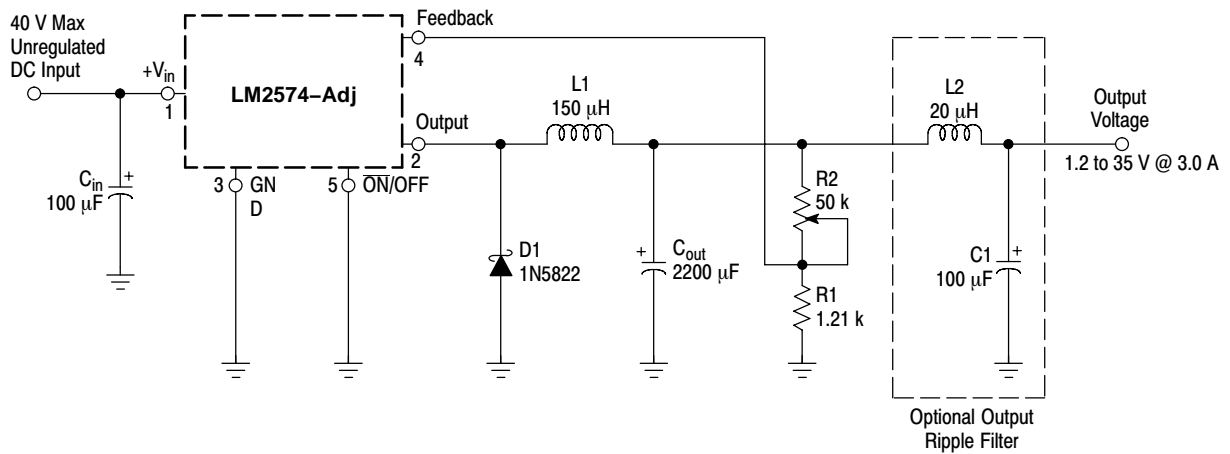 40 V Max
Unregulated
DC Input
+Vin
1
LM2574–Adj
Feedback
4
Output
2
3 GN
D
5 ON/OFF
Cin
100 µF
+
L1
150 µH
D1
1N5822
+
Cout
2200 µF
R2
50 k
R1
1.21 k
L2
20 µH
C1
100 µF
+
Output
Voltage
1.2 to 35 V @ 3.0 A
Optional Output
Ripple Filter